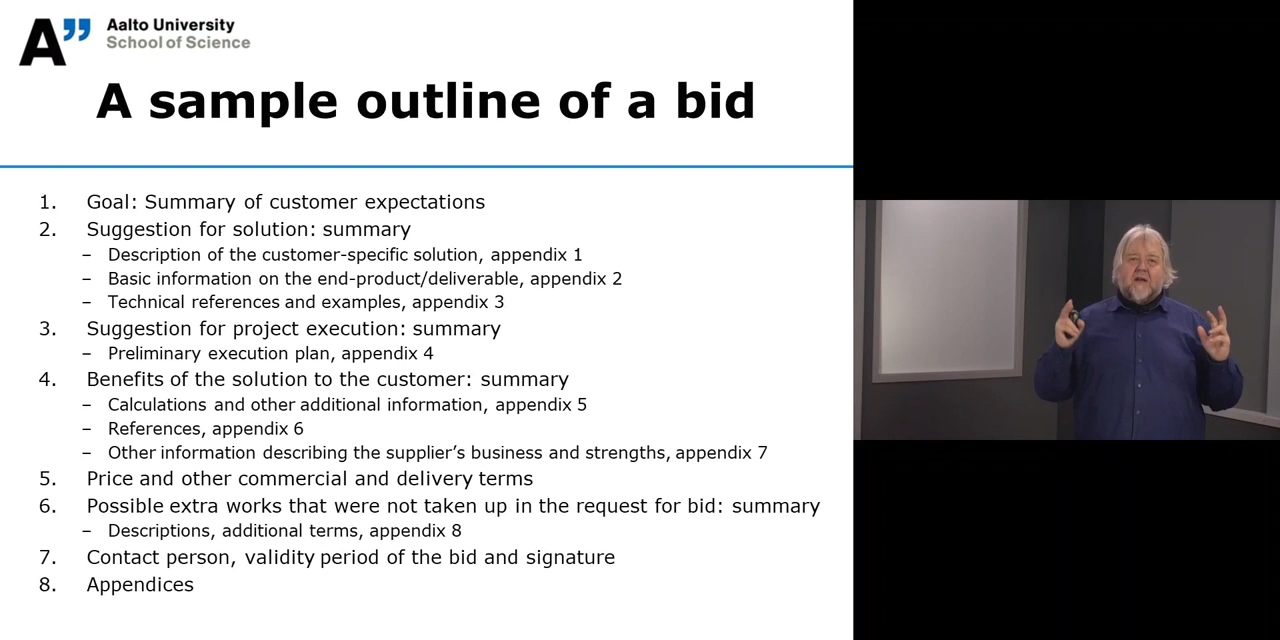 A”
Aalto University
School of Science
A sample outline of a bid
1. Goal: Summary of customer expectations
2. Suggestion for solution: summary
– Description of the customer-specific solution, appendix 1
– Basic information on the end-product/deliverable, appendix 2
– Technical references and examples, appendix 3
3. Suggestion for project execution: summary
– Preliminary execution plan, appendix 4
4. Benefits of the solution to the customer: summary
– Calculations and other additional information, appendix 5
– References, appendix 6
– Other information describing the supplier’s business and strengths, appendix 7
5. Price and other commercial and delivery terms
6. Possible extra works that were not taken up in the request for bid: summary
– Descriptions, additional terms, appendix 8
7. Contact person, validity period of the bid and signature
8. Appendices